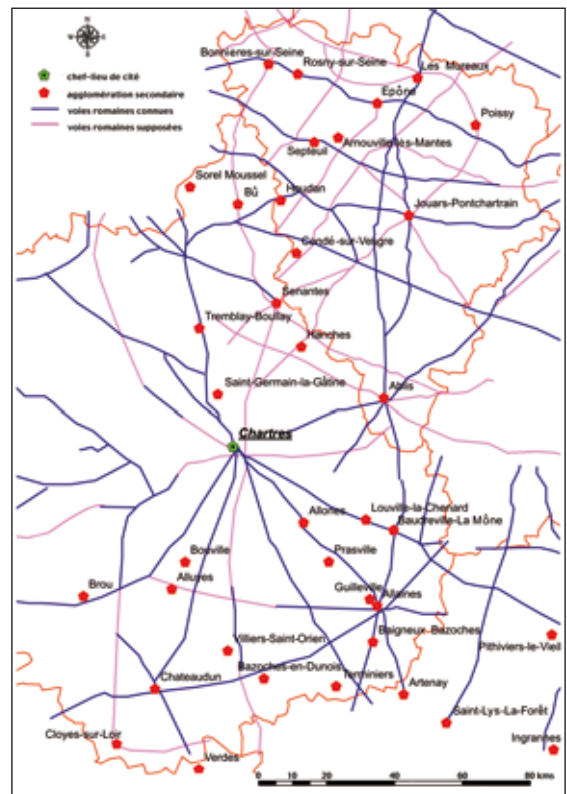 Bonnieres-sur-Seine
Rosny-sur-Seine
Les Mureaux
chef-lieu de cité
agglomération secondaire
voies romaines connues
voies romaines supposées
Epône
Poissy
Arnouville-lès-Mantes
Septeuil
Sorel Moussel
Bû
Houdan
Jouars-Pontchartrain
Condé-sur-Vesgre
Senantes
Tremblay-Boullay
Hanches
Saint-Germain-la-Gâtine
Ablis
Chartres
Allones
Louville-la-Chenard
Baudreville-La Mône
Bonville
Prasville
Brou
Alluyes
Guilleville
Allaines
Baigneux-Bazoches
Villiers-Saint-Orien
Pithiviers-le-Vieil
Bazoches-en-Dunois
Terminiers
Chateaudun
Artenay
Saint-Lys-La-Forêt
Cloyes-sur-Loir
Ingrannes
Verdes
0 20 40 60 80 kms